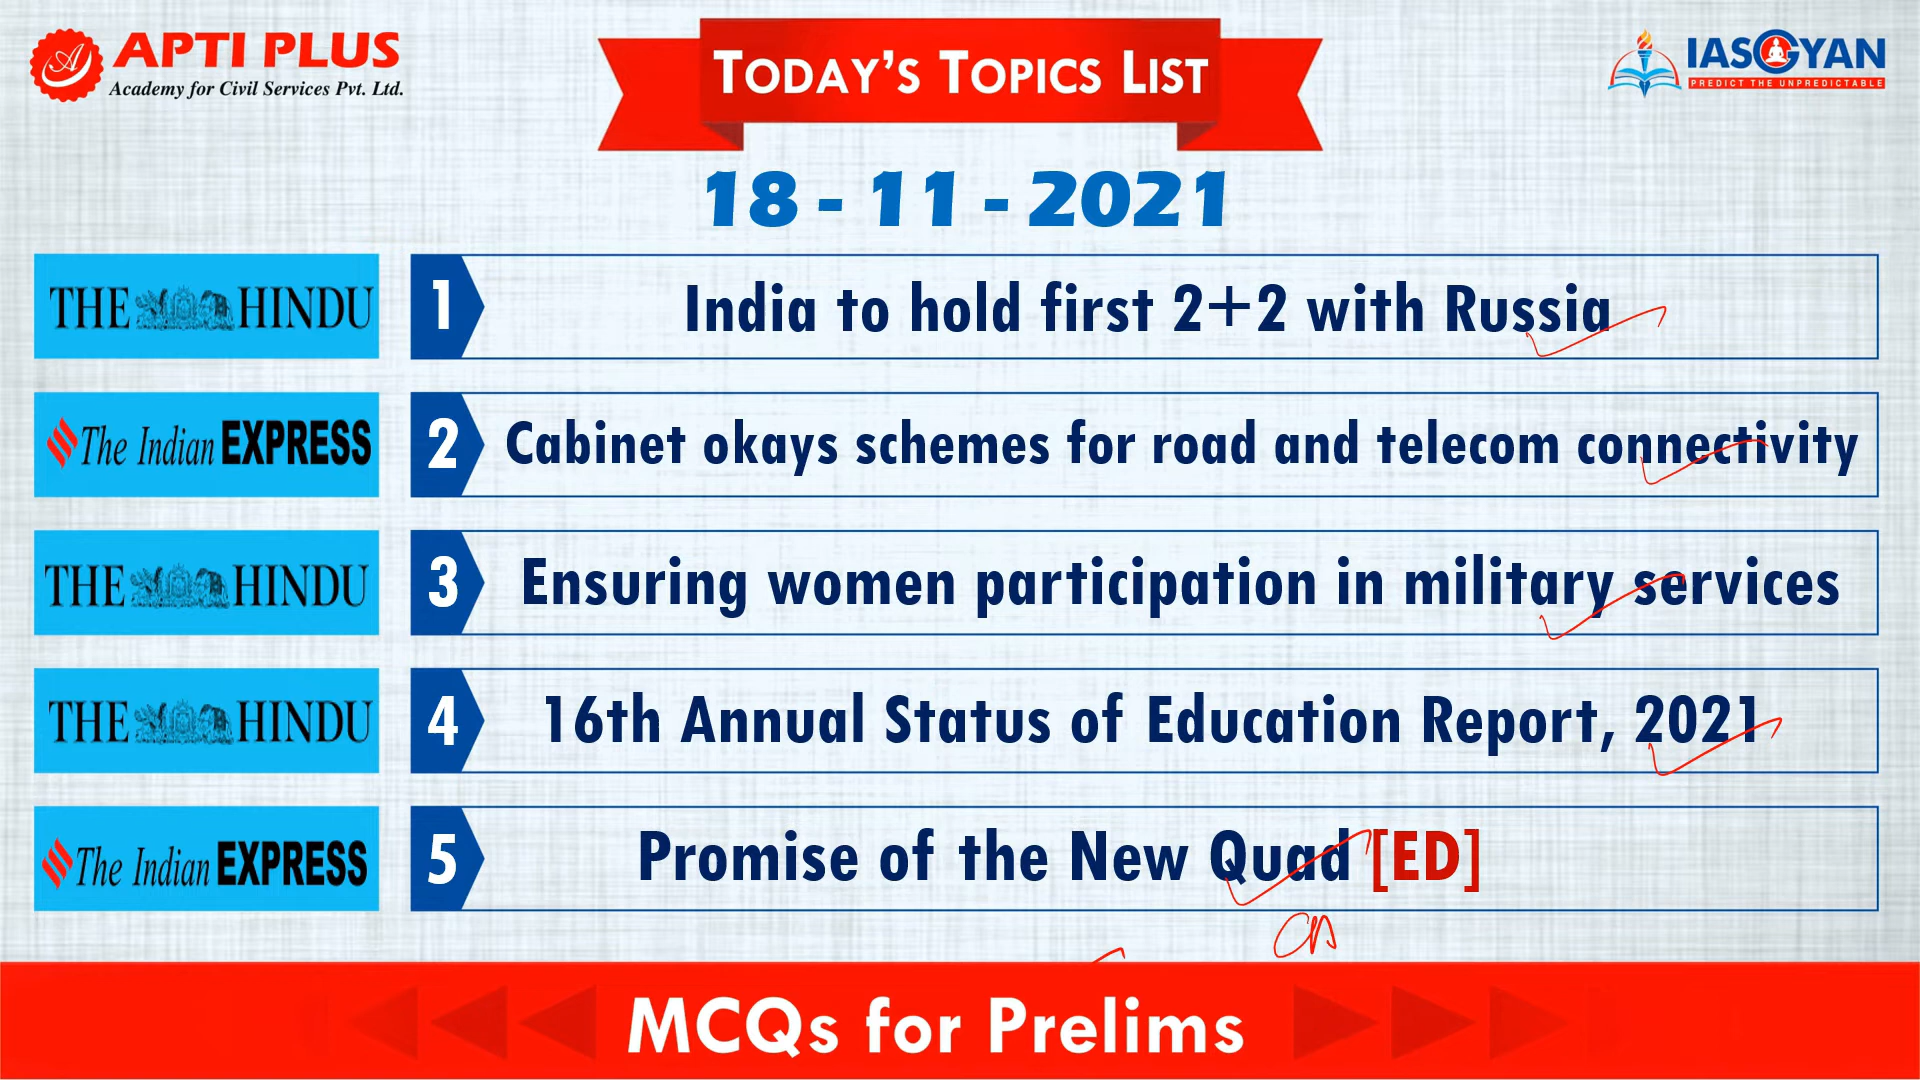 APTI PLUS
Academy for Civil Services Pvt. Ltd.
TODAY'S TOPICS LIST
IASGYAN
PREDICT THE UNPREDICTABLE
18 - 11 - 2021
THE HINDU
1 India to hold first 2+2 with Russia
The Indian EXPRESS
2 Cabinet okays schemes for road and telecom connectivity
THE HINDU
3 Ensuring women participation in military services
THE HINDU
4 16th Annual Status of Education Report, 2021
The Indian EXPRESS
5 Promise of the New Quad [ED]
MCQs for Prelims